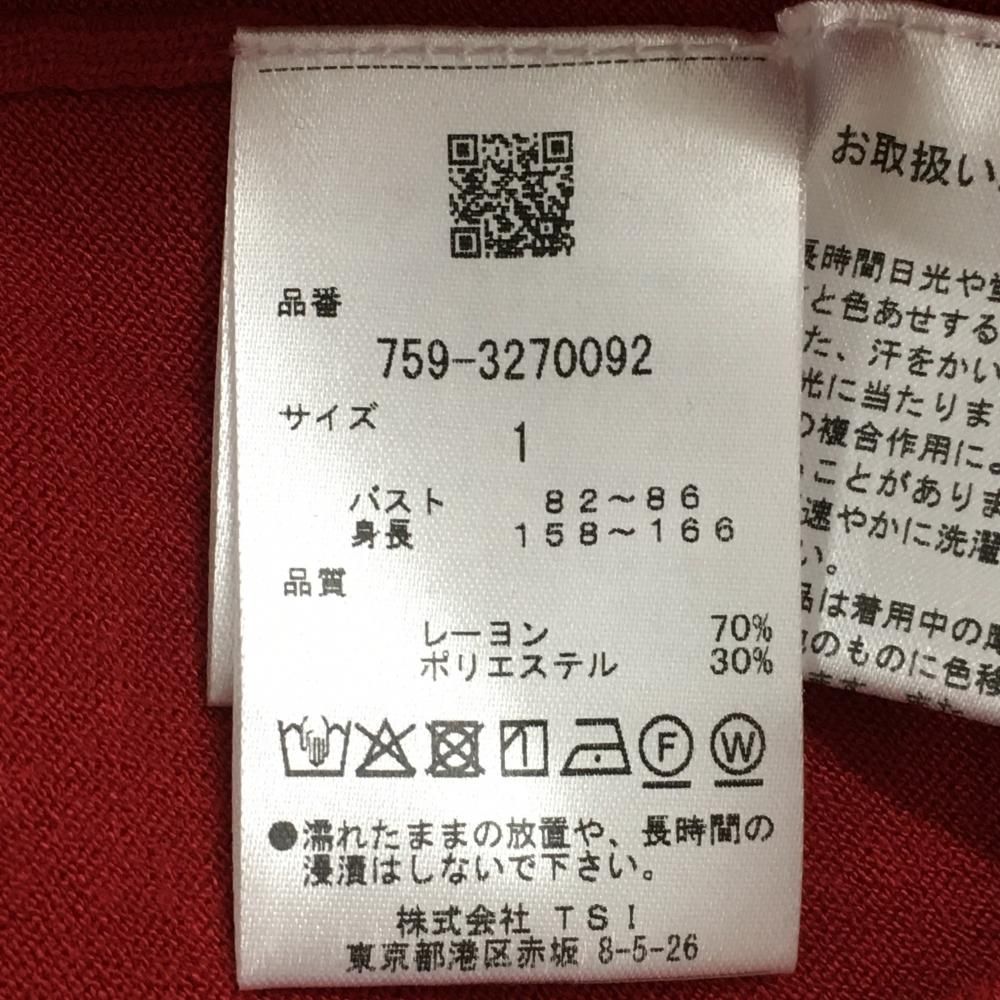 品番
759-3270092
サイズ
1
バスト 82～86
身長 158～166
品質
レーヨン 70%
ポリエステル 30%
F W
●濡れたままの放置や、長時間の
浸漬はしないで下さい。
株式会社 TSI
東京都港区赤坂 8-5-26
お取扱い
長時間日光や
と色あせする
た、汗をかい
光に当たりま
の複合作用によ
ことがありま
速やかに洗濯
い。
品は着用中の
のものに色移